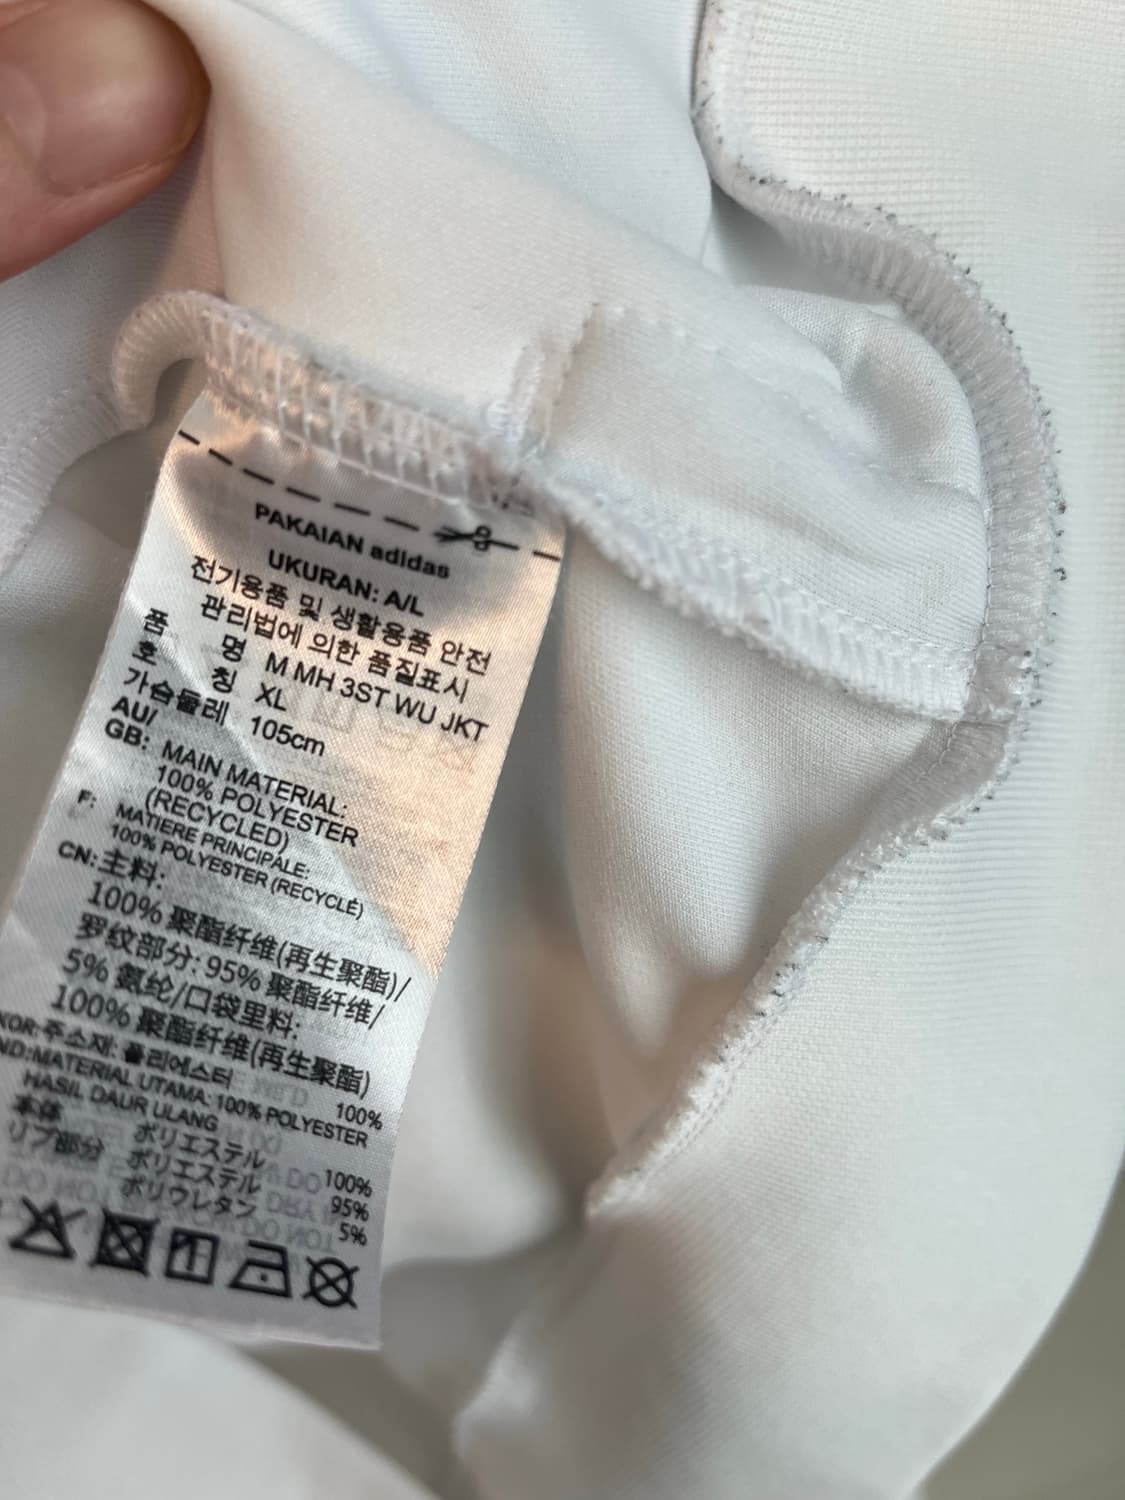 PAKAIAN adidas
UKURAN: A/L
전기용품 및 생활용품 안전
관리법에 의한 품질표시
품 명 M MH 3ST WU JKT
호 칭 XL
가슴둘레 105cm
AU/
GB: MAIN MATERIAL:
100% POLYESTER
(RECYCLED)
F: MATIERE PRINCIPALE:
100% POLYESTER (RECYCLÉ)
CN: 主料:
100% 聚酯纤维(再生聚酯)/
罗纹部分: 95% 聚酯纤维/
5% 氨纶/口袋里料:
100% 聚酯纤维(再生聚酯)
KOR: 주소재: 폴리에스터 100%
IND: MATERIAL UTAMA: 100% POLYESTER
HASIL DAUR ULANG
本体 ポリエステル 100%
リブ部分 ポリエステル 95%
ポリウレタン 5%